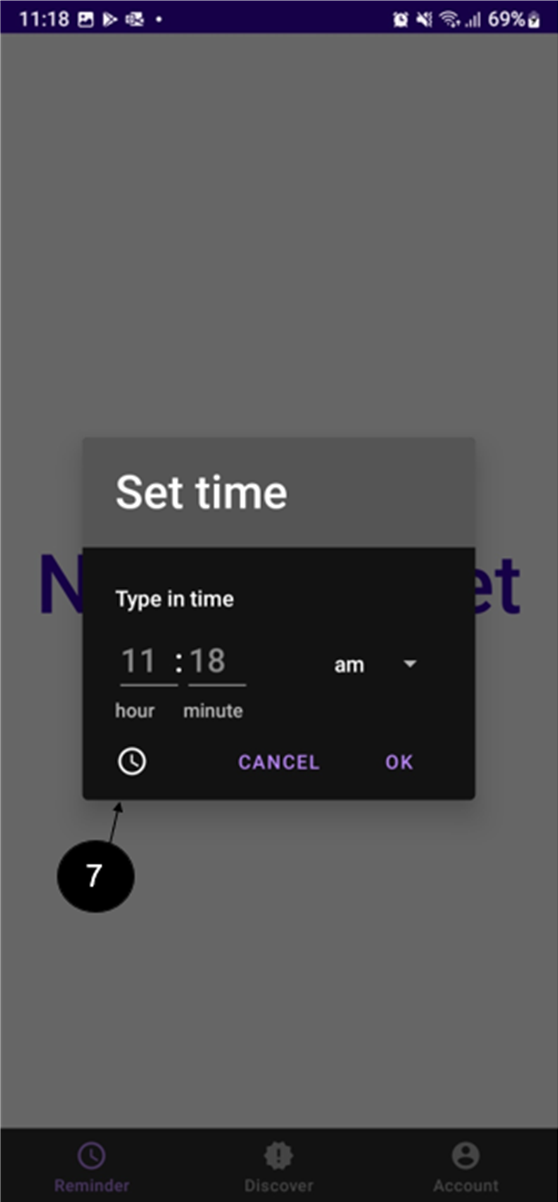 11:18 69%
Set time
N et
Type in time
11 : 18 am
hour minute
CANCEL OK
7
Reminder Discover Account